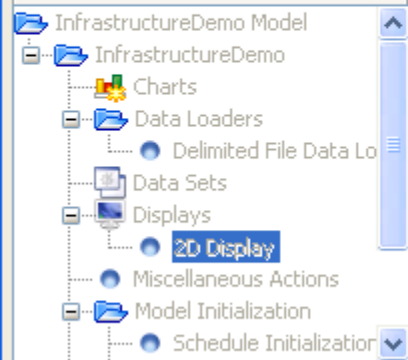 InfrastructureDemo Model
InfrastructureDemo
Charts
Data Loaders
Delimited File Data Lo
Data Sets
Displays
2D Display
Miscellaneous Actions
Model Initialization
Schedule Initialization